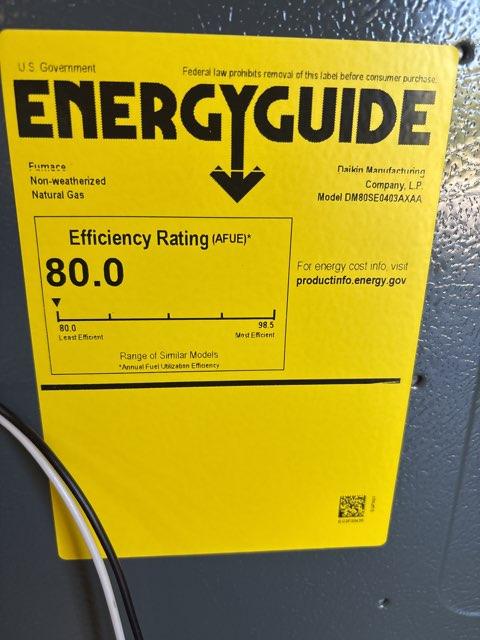 U.S. Government
Federal law prohibits removal of this label before consumer purchase.
ENERGYGUIDE
Furnace
Non-weatherized
Natural Gas
Daikin Manufacturing
Company, L.P.
Model DM80SE0403AXAA
Efficiency Rating (AFUE)*
80.0
For energy cost info, visit
productinfo.energy.gov
80.0
98.5
Least Efficient
Most Efficient
Range of Similar Models
*Annual Fuel Utilization Efficiency